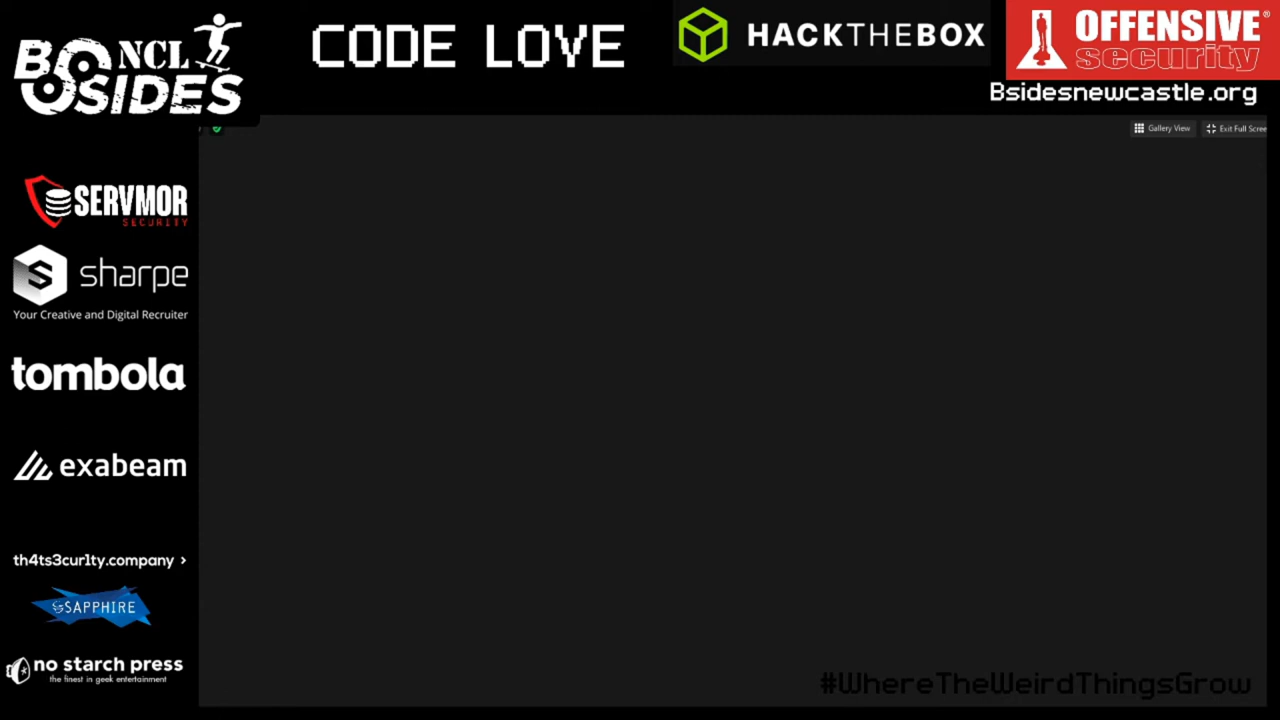 BSIDES NCL
CODE LOVE
HACKTHEBOX
OFFENSIVE®
security
Bsidesnewcastle.org
Gallery View
Exit Full Scree
SERVMOR
SECURITY
S sharpe
Your Creative and Digital Recruiter
tombola
exabeam
th4ts3cur1ty.company >
SAPPHIRE
no starch press
the finest in geek entertainment
#WhereTheWeirdThingsGrow